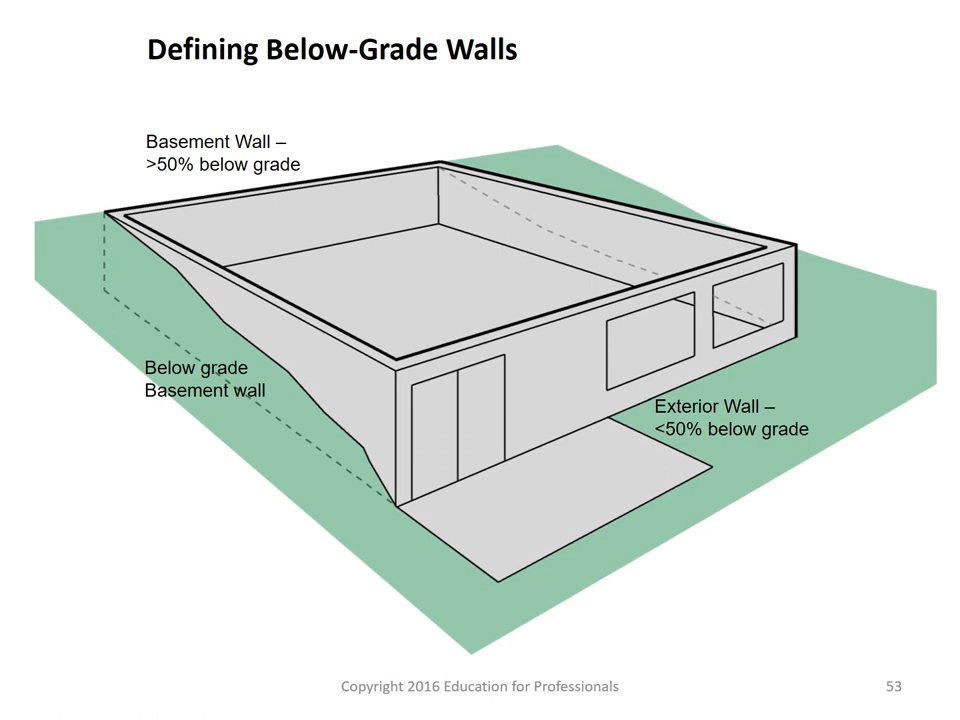 Defining Below-Grade Walls
Basement Wall –
>50% below grade
Below grade
Basement wall
Exterior Wall –
<50% below grade
Copyright 2016 Education for Professionals
53